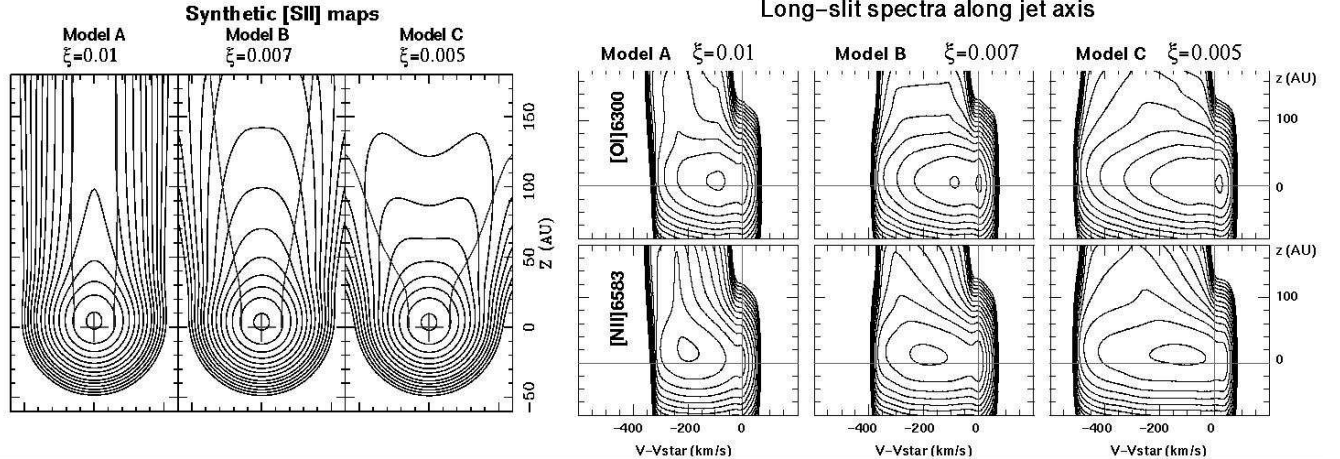 Synthetic [SII] maps
Model A Model B Model C
ξ=0.01 ξ=0.007 ξ=0.005
150
100
50
0
−50
Z (AU)
Long−slit spectra along jet axis
Model A ξ=0.01 Model B ξ=0.007 Model C ξ=0.005
[OI]6300
z (AU)
100
0
[NII]6583
z (AU)
100
0
−400 −200 0 −400 −200 0 −400 −200 0
V−Vstar (km/s) V−Vstar (km/s) V−Vstar (km/s)